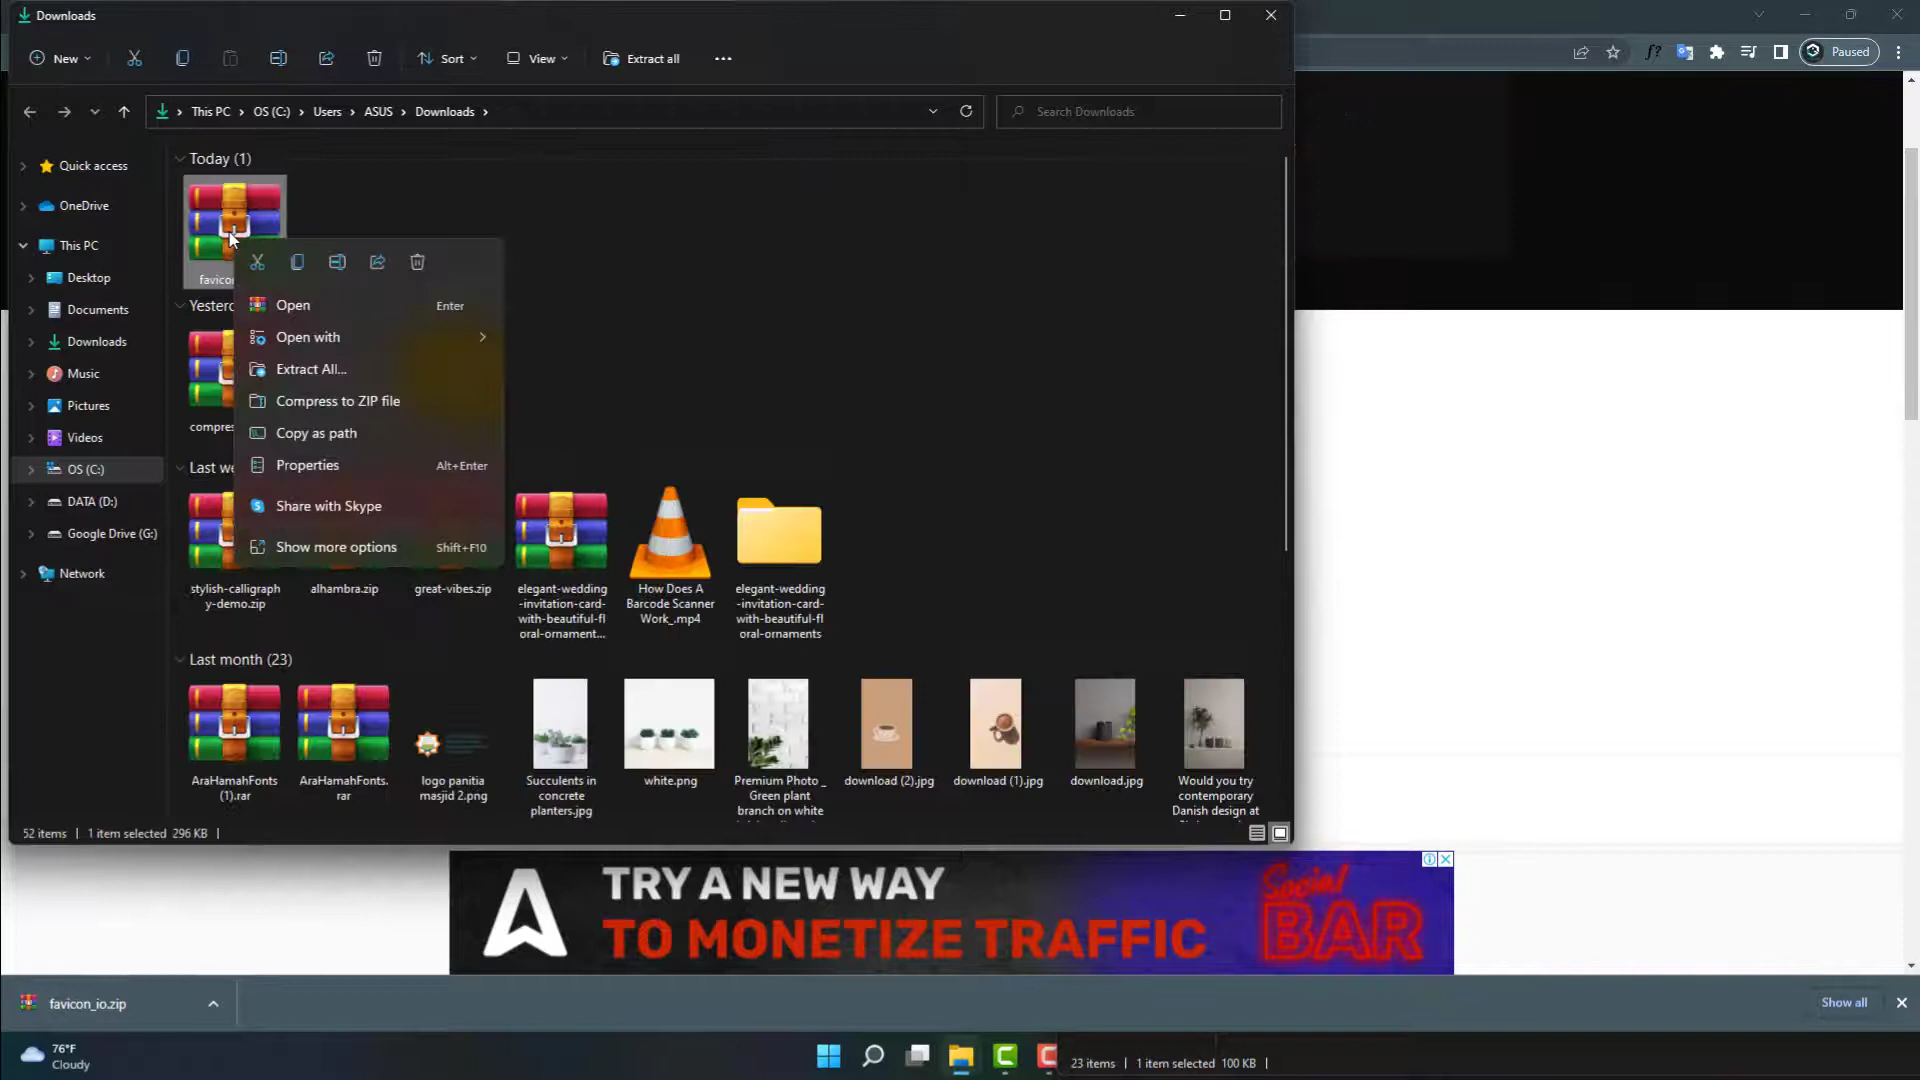 Downloads
New
Sort
View
Extract all
Paused
This PC
OS (C:)
Users
ASUS
Downloads
Search Downloads
Quick access
OneDrive
This PC
Desktop
Documents
Downloads
Music
Pictures
Videos
OS (C:)
DATA (D:)
Google Drive (G:)
Network
Today (1)
favicon
Open Enter
Open with
Extract All...
Compress to ZIP file
Copy as path
Properties Alt+Enter
Share with Skype
Show more options Shift+F10
Yesterd
compres
Last we
stylish-calligraph
y-demo.zip
alhambra.zip
great-vibes.zip
elegant-wedding
-invitation-card-
with-beautiful-fl
oral-ornament...
How Does A
Barcode Scanner
Work_.mp4
elegant-wedding
-invitation-card-
with-beautiful-fl
oral-ornaments
Last month (23)
AraHamahFonts
(1).rar
AraHamahFonts.
rar
logo panitia
masjid 2.png
Succulents in
concrete
planters.jpg
white.png
Premium Photo _
Green plant
branch on white
download (2).jpg
download (1).jpg
download.jpg
Would you try
contemporary
Danish design at
52 items
1 item selected 296 KB
TRY A NEW WAY
TO MONETIZE TRAFFIC
Social
BAR
favicon_io.zip
Show all
76°F
Cloudy
23 items
1 item selected 100 KB